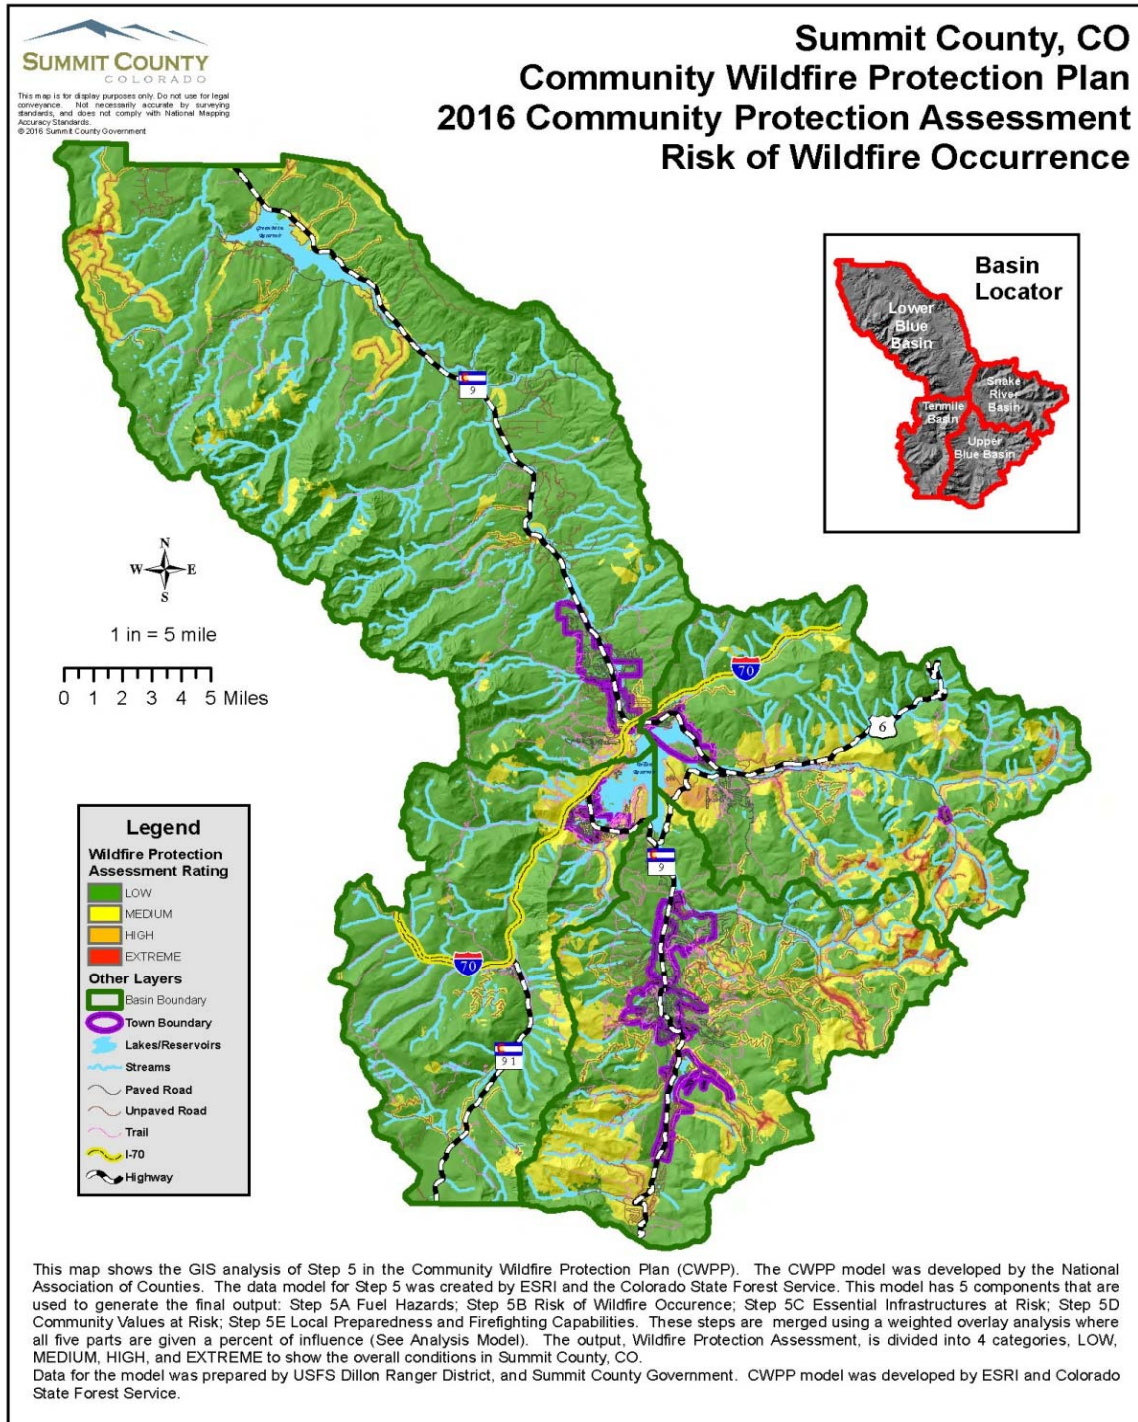 SUMMIT COUNTY
COLORADO
This map is for display purposes only. Do not use for legal
conveyance. Not necessarily accurate by surveying
standards, and does not comply with National Mapping
Accuracy Standards.
© 2016 Summit County Government
Summit County, CO
Community Wildfire Protection Plan
2016 Community Protection Assessment
Risk of Wildfire Occurrence
Basin
Locator
Lower
Blue
Basin
Snake
River
Basin
Tenmile
Basin
Upper
Blue Basin
9
N
W E
S
1 in = 5 mile
0 1 2 3 4 5 Miles
70
6
9
70
9 1
Legend
Wildfire Protection
Assessment Rating
LOW
MEDIUM
HIGH
EXTREME
Other Layers
Basin Boundary
Town Boundary
Lakes/Reservoirs
Streams
Paved Road
Unpaved Road
Trail
I-70
Highway
This map shows the GIS analysis of Step 5 in the Community Wildfire Protection Plan (CWPP). The CWPP model was developed by the National
Association of Counties. The data model for Step 5 was created by ESRI and the Colorado State Forest Service. This model has 5 components that are
used to generate the final output: Step 5A Fuel Hazards; Step 5B Risk of Wildfire Occurence; Step 5C Essential Infrastructures at Risk; Step 5D
Community Values at Risk; Step 5E Local Preparedness and Firefighting Capabilities. These steps are merged using a weighted overlay analysis where
all five parts are given a percent of influence (See Analysis Model). The output, Wildfire Protection Assessment, is divided into 4 categories, LOW,
MEDIUM, HIGH, and EXTREME to show the overall conditions in Summit County, CO.
Data for the model was prepared by USFS Dillon Ranger District, and Summit County Government. CWPP model was developed by ESRI and Colorado
State Forest Service.